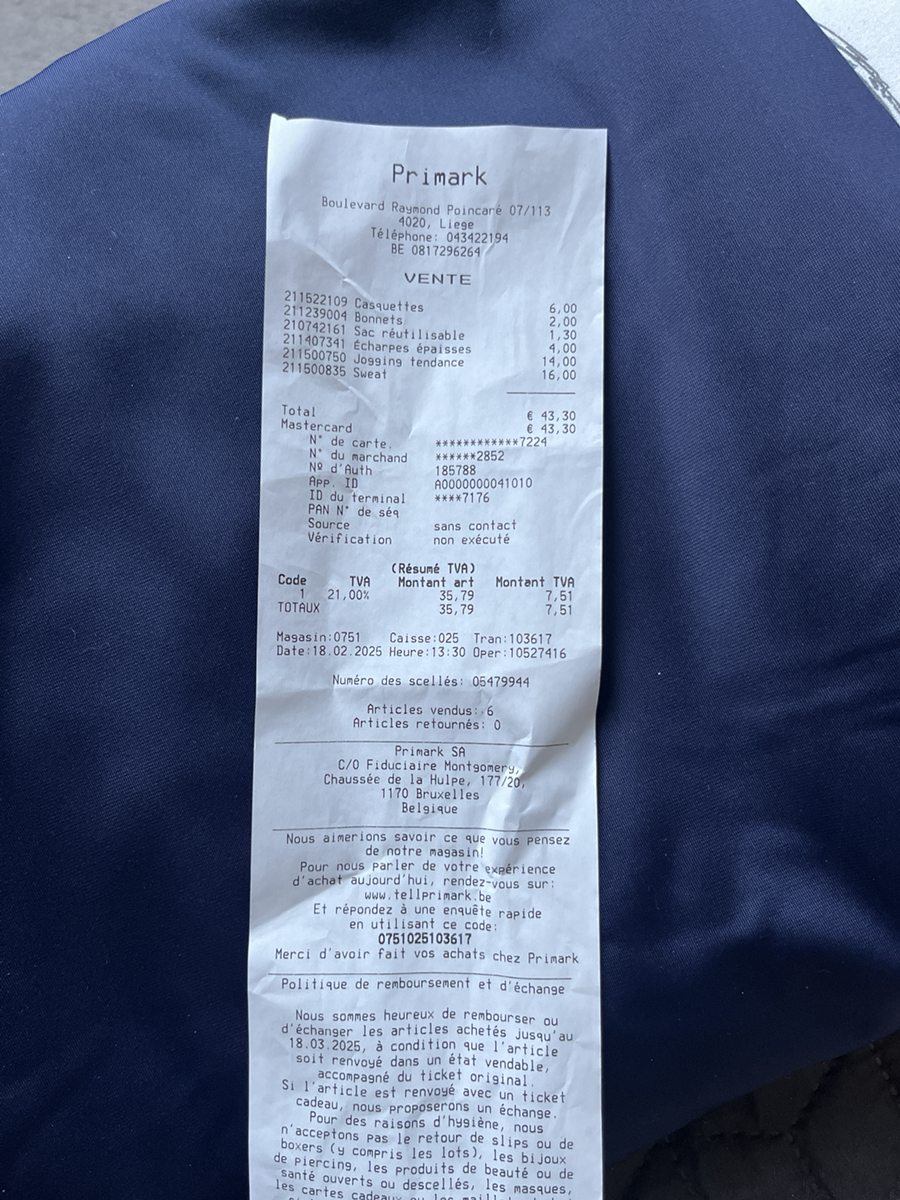 Primark
Boulevard Raymond Poincaré 07/113
4020, Liege
Téléphone: 043422194
BE 0817296264
VENTE
211522109 Casquettes 6,00
211239004 Bonnets 2,00
210742161 Sac réutilisable 1,30
211407341 Écharpes épaisses 4,00
211500750 Jogging tendance 14,00
211500835 Sweat 16,00
Total € 43,30
Mastercard € 43,30
N° de carte. ************7224
N° du marchand ******2852
Nº d'Auth 185788
App. ID A0000000041010
ID du terminal ****7176
PAN N° de séq
Source sans contact
Vérification non exécuté
(Résumé TVA)
Code TVA Montant art Montant TVA
1 21,00% 35,79 7,51
TOTAUX 35,79 7,51
Magasin:0751 Caisse:025 Tran:103617
Date:18.02.2025 Heure:13:30 Oper:10527416
Numéro des scellés: 05479944
Articles vendus: 6
Articles retournés: 0
Primark SA
C/O Fiduciaire Montgomery,
Chaussée de la Hulpe, 177/20,
1170 Bruxelles
Belgique
Nous aimerions savoir ce que vous pensez
de notre magasin!
Pour nous parler de votre expérience
d'achat aujourd'hui, rendez-vous sur:
www.tellprimark.be
Et répondez à une enquête rapide
en utilisant ce code:
0751025103617
Merci d'avoir fait vos achats chez Primark
Politique de remboursement et d'échange
Nous sommes heureux de rembourser ou
d'échanger les articles achetés jusqu'au
18.03.2025, à condition que l'article
soit renvoyé dans un état vendable,
accompagné du ticket original.
Si l'article est renvoyé avec un ticket
cadeau, nous proposerons un échange.
Pour des raisons d'hygiène, nous
n'acceptons pas le retour de slips ou de
boxers (y compris les lots), les bijoux
de piercing, les produits de beauté ou de
santé ouverts ou descellés, les masques,
les cartes cadeaux ou les